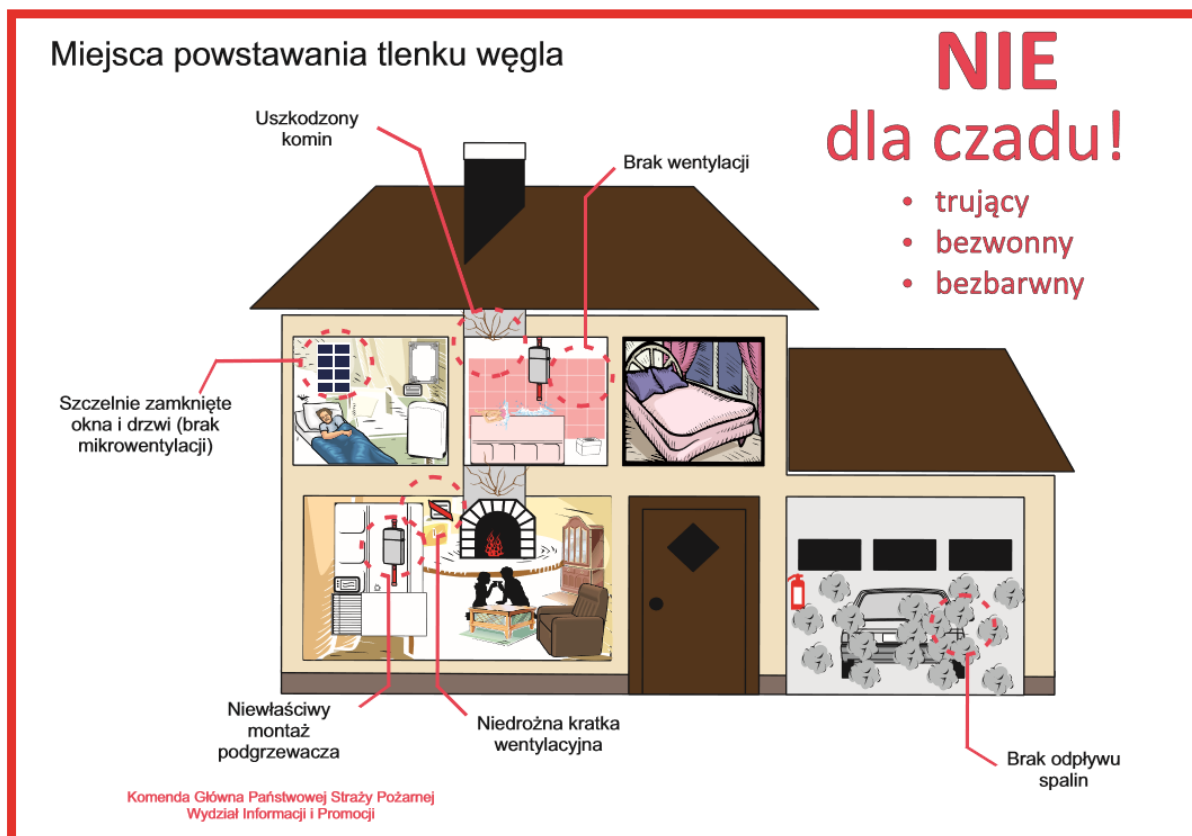 Miejsca powstawania tlenku węgla
NIE
dla czadu!
• trujący
• bezwonny
• bezbarwny
Uszkodzony
komin
Brak wentylacji
Szczelnie zamknięte
okna i drzwi (brak
mikrowentylacji)
Niewłaściwy
montaż
podgrzewacza
Niedrożna kratka
wentylacyjna
Brak odpływu
spalin
Komenda Główna Państwowej Straży Pożarnej
Wydział Informacji i Promocji